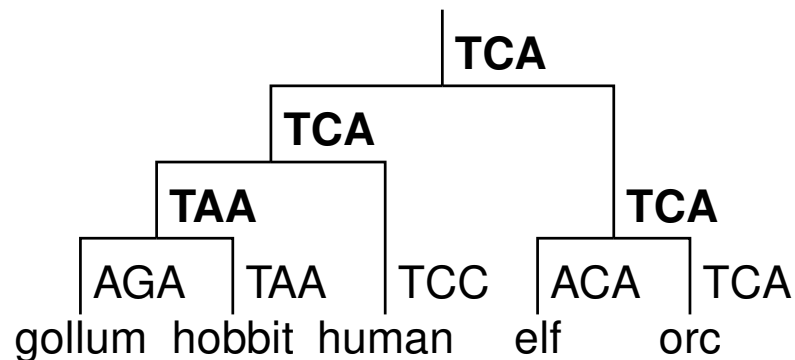 TCA
TCA
TAA TCA
AGA TAA TCC ACA TCA
gollum hobbit human elf orc